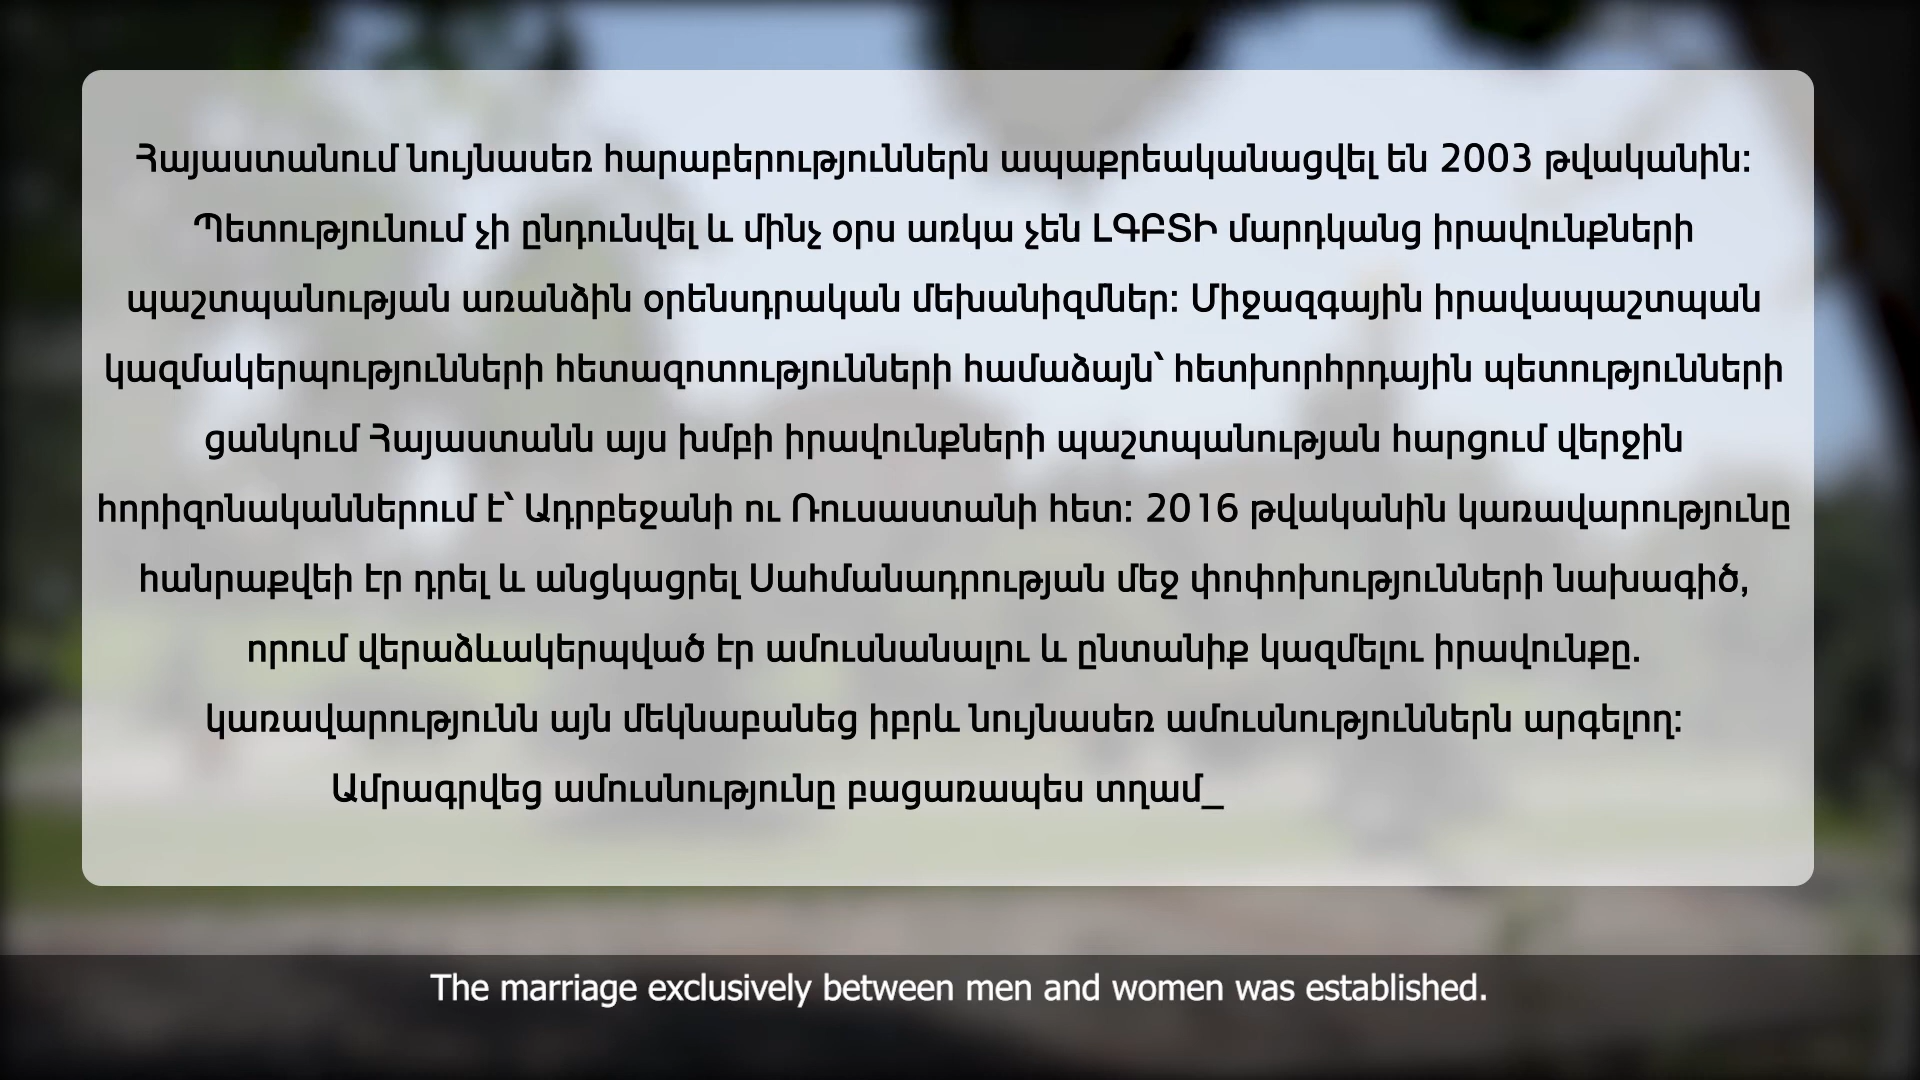 Հայաստանում նույնասեռ հարաբերություններն ապաքրեականացվել են 2003 թվականին:
Պետությունում չի ընդունվել և մինչ օրս առկա չեն ԼԳԲՏԻ մարդկանց իրավունքների
պաշտպանության առանձին օրենսդրական մեխանիզմներ: Միջազգային իրավապաշտպան
կազմակերպությունների հետազոտությունների համաձայն՝ հետխորհրդային պետությունների
ցանկում Հայաստանն այս խմբի իրավունքների պաշտպանության հարցում վերջին
հորիզոնականներում է՝ Ադրբեջանի ու Ռուսաստանի հետ: 2016 թվականին կառավարությունը
հանրաքվեի էր դրել և անցկացրել Սահմանադրության մեջ փոփոխությունների նախագիծ,
որում վերաձևակերպված էր ամուսնանալու և ընտանիք կազմելու իրավունքը.
կառավարությունն այն մեկնաբանեց իբրև նույնասեռ ամուսնություններն արգելող:
Ամրագրվեց ամուսնությունը բացառապես տղամ_
The marriage exclusively between men and women was established.